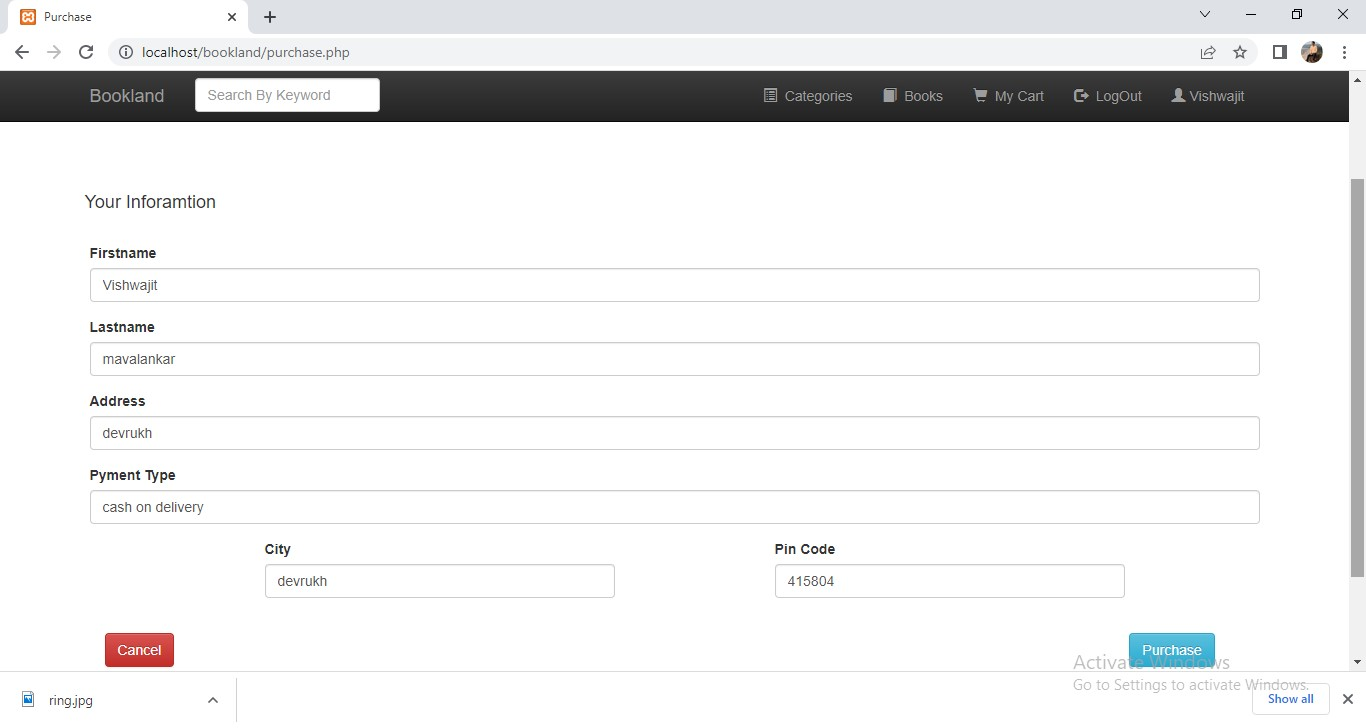 Purchase
localhost/bookland/purchase.php
Bookland Search By Keyword Categories Books My Cart LogOut Vishwajit
Your Inforamtion
Firstname
Vishwajit
Lastname
mavalankar
Address
devrukh
Pyment Type
cash on delivery
City Pin Code
devrukh 415804
Cancel Purchase
Activate Windows
Go to Settings to activate Windows.
ring.jpg Show all